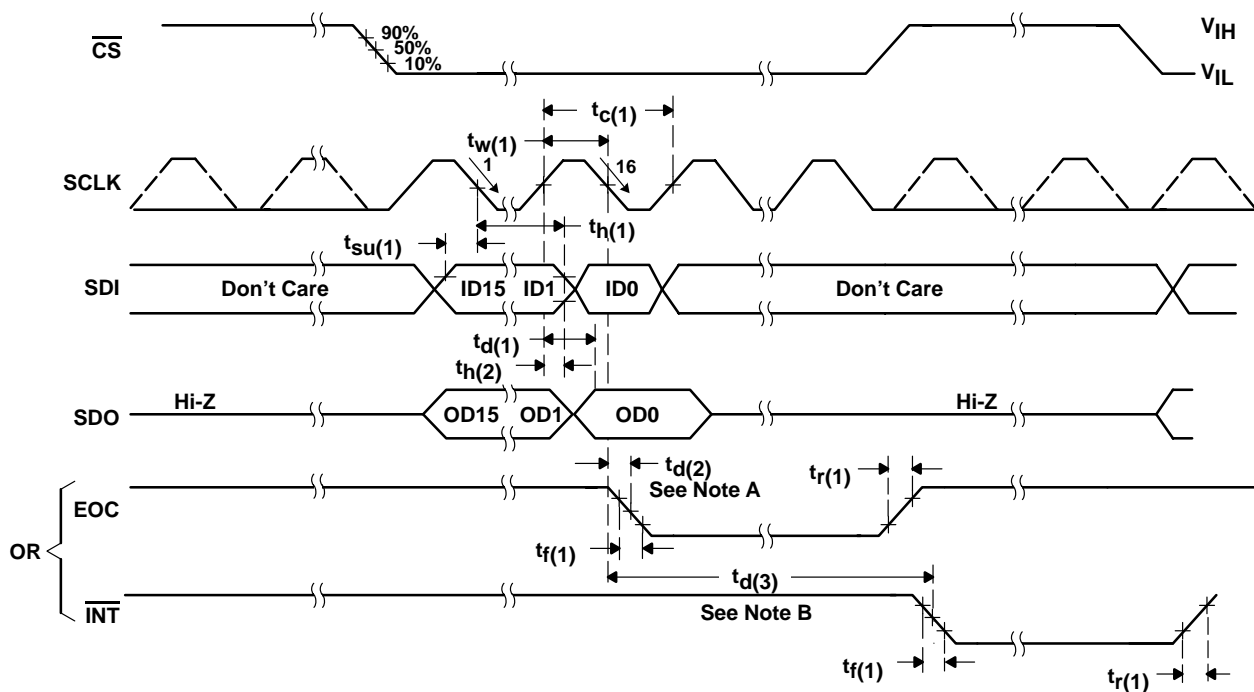 CS
90%
50%
10%
VIH
VIL
tc(1)
tw(1)
1
16
SCLK
th(1)
tsu(1)
SDI
Don't Care
ID15
ID1
ID0
Don't Care
td(1)
th(2)
SDO
Hi-Z
OD15
OD1
OD0
Hi-Z
td(2)
See Note A
tr(1)
EOC
OR
tf(1)
td(3)
INT
See Note B
tf(1)
tr(1)